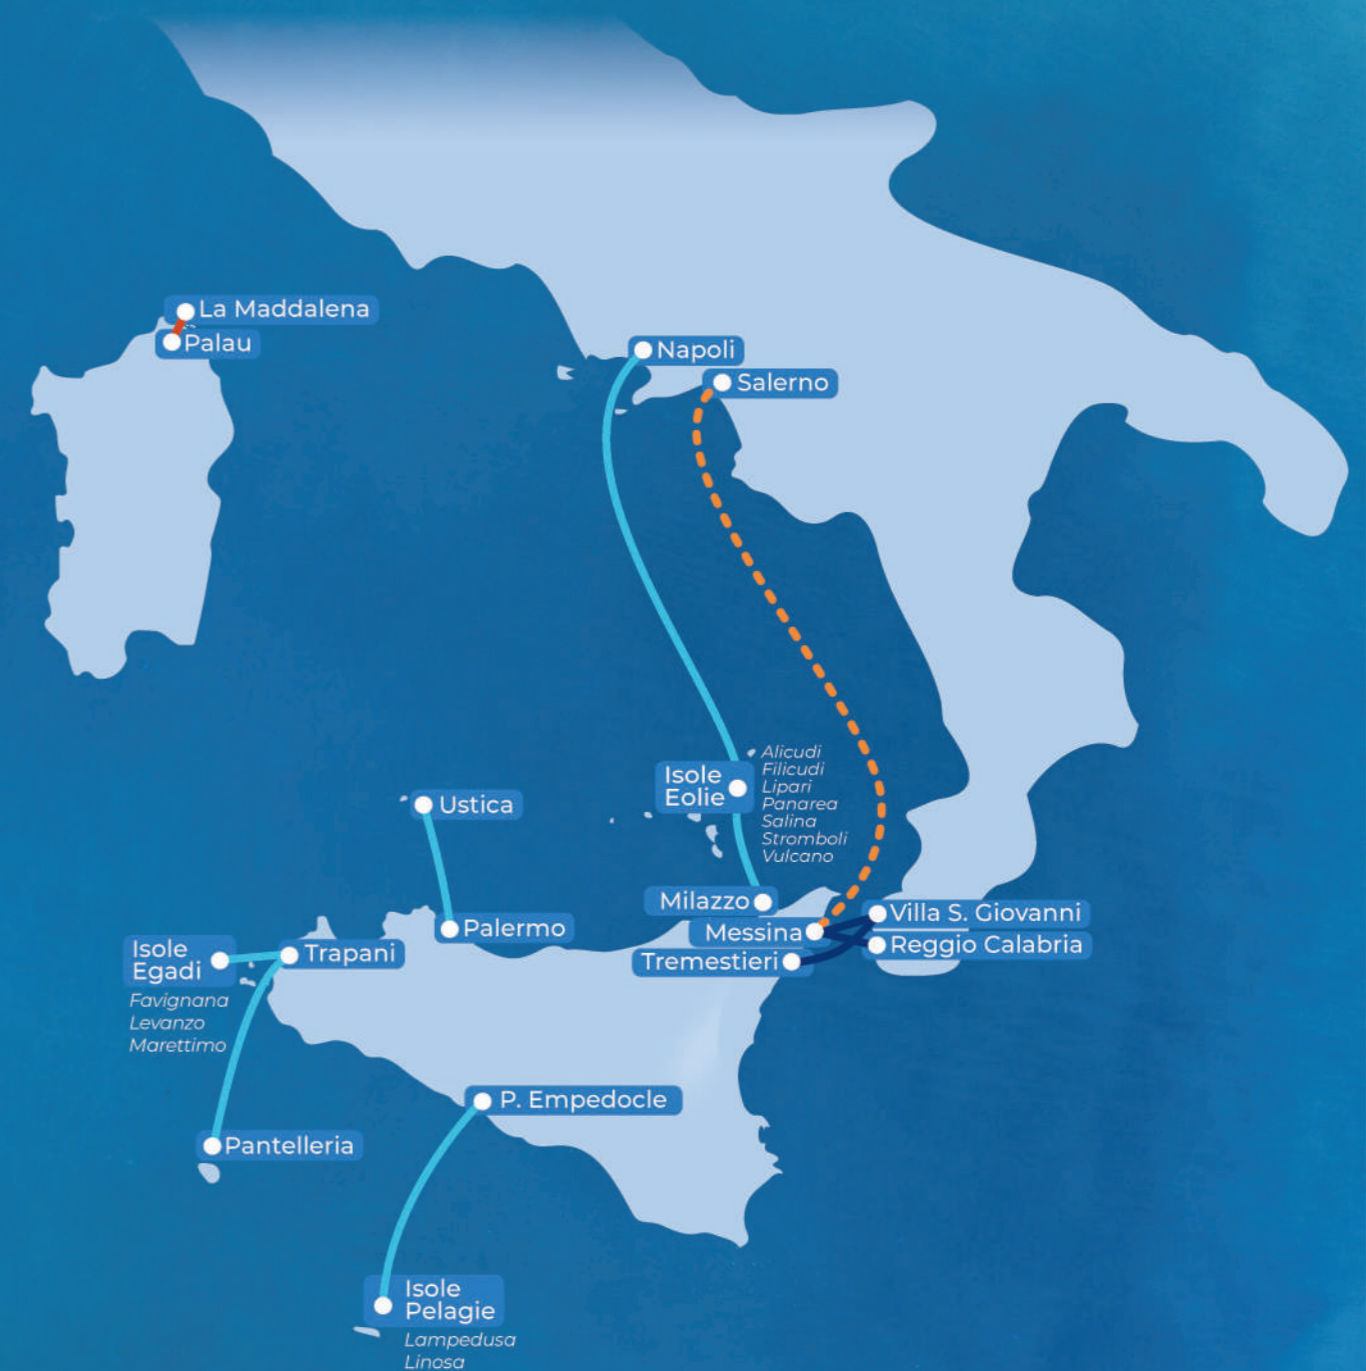 La Maddalena
Palau
Napoli
Salerno
Isole
Eolie
Alicudi
Filicudi
Lipari
Panarea
Salina
Stromboli
Vulcano
Ustica
Milazzo
Palermo
Messina
Villa S. Giovanni
Reggio Calabria
Tremestieri
Isole
Egadi
Trapani
Favignana
Levanzo
Marettimo
P. Empedocle
Pantelleria
Isole
Pelagie
Lampedusa
Linosa